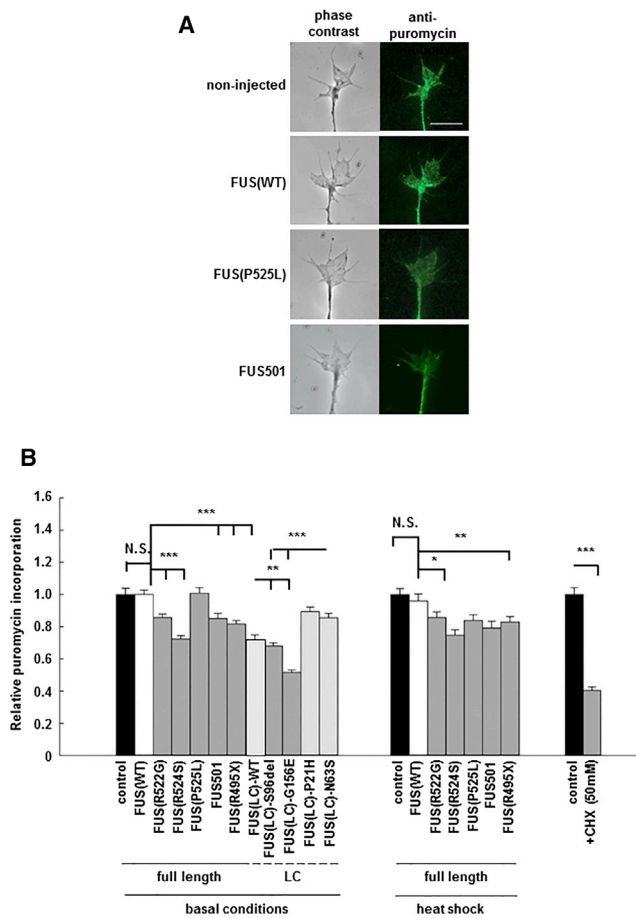 A
phase contrast
anti-puromycin antibody
non-injected
FUS(WT)
FUS(P525L)
FUS501
B
Relative puromycin incorporation
1.6
1.4
1.2
1.0
0.8
0.6
0.4
0.2
0
N.S.
***
***
**
***
N.S.
*
**
***
control
FUS(WT)
FUS(R522G)
FUS(R524S)
FUS(P525L)
FUS501
FUS(R495X)
FUS(LC)-WT
FUS(LC)-S96del
FUS(LC)-G156E
FUS(LC)-P21H
FUS(LC)-N63S
control
FUS(WT)
FUS(R522G)
FUS(R524S)
FUS(P525L)
FUS501
FUS(R495X)
control
+CHX (50mM)
full length
LC
full length
basal conditions
heat shock